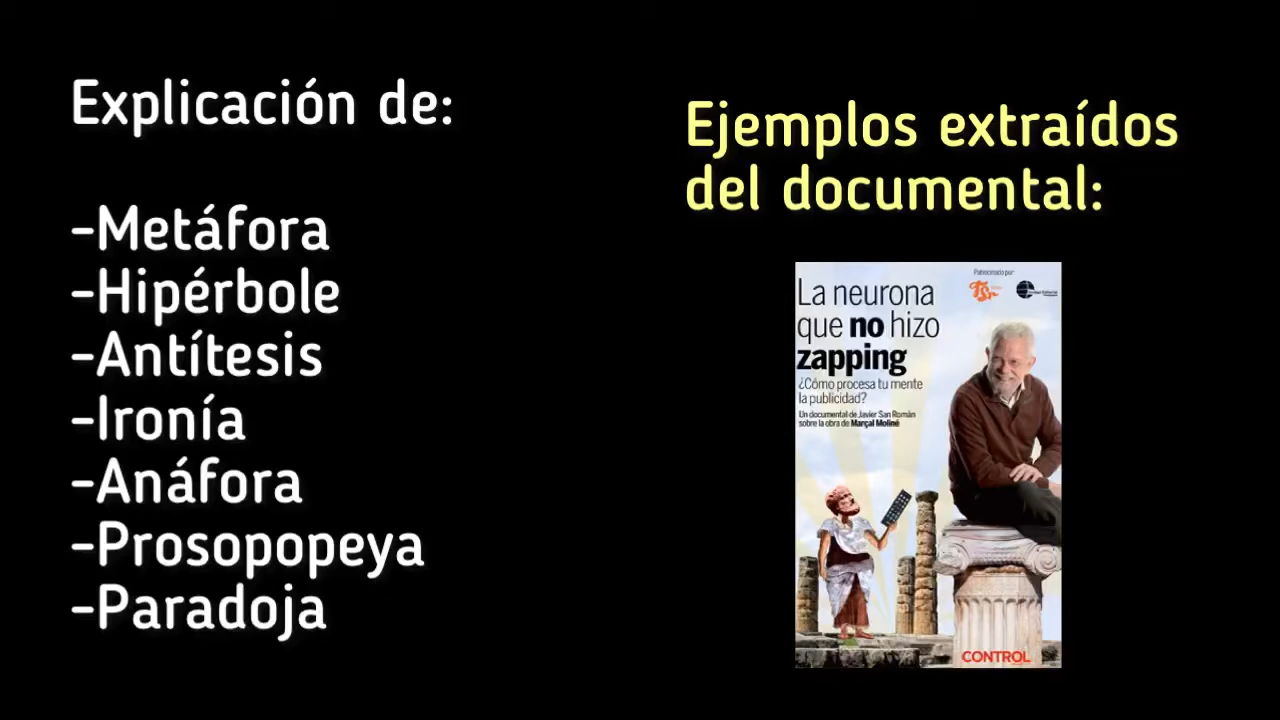 Explicación de:
-Metáfora
-Hipérbole
-Antítesis
-Ironía
-Anáfora
-Prosopopeya
-Paradoja
Ejemplos extraídos
del documental:
Patrocinado por:
La neurona
que no hizo
zapping
¿Cómo procesa tu mente
la publicidad?
Un documental de Javier San Román
sobre la obra de Marçal Moliné
CONTROL